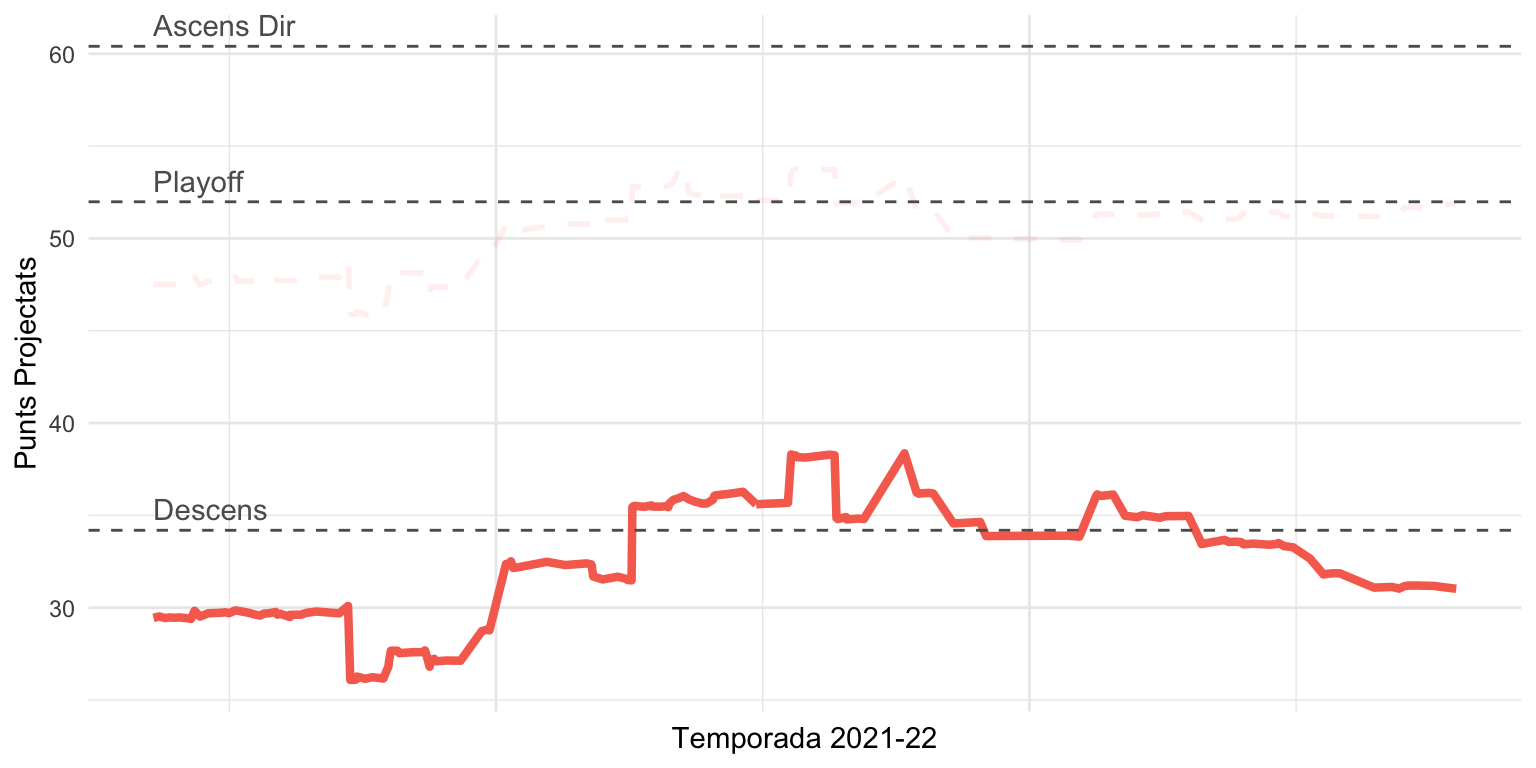 Ascens Dir
60
Playoff
50
Punts Projectats
40
Descens
30
Temporada 2021-22